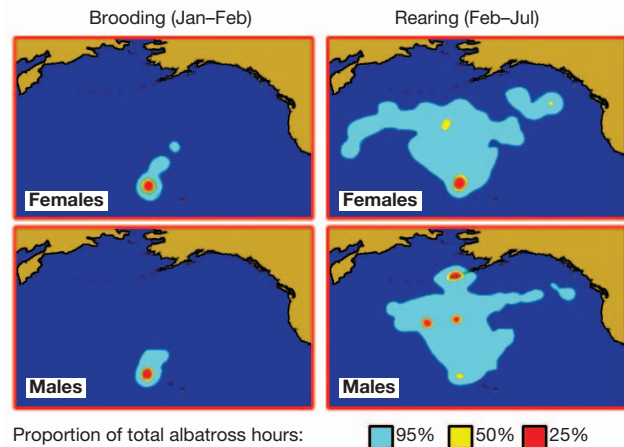 Brooding (Jan–Feb) Rearing (Feb–Jul)
Females Females
Males Males
Proportion of total albatross hours: 95% 50% 25%